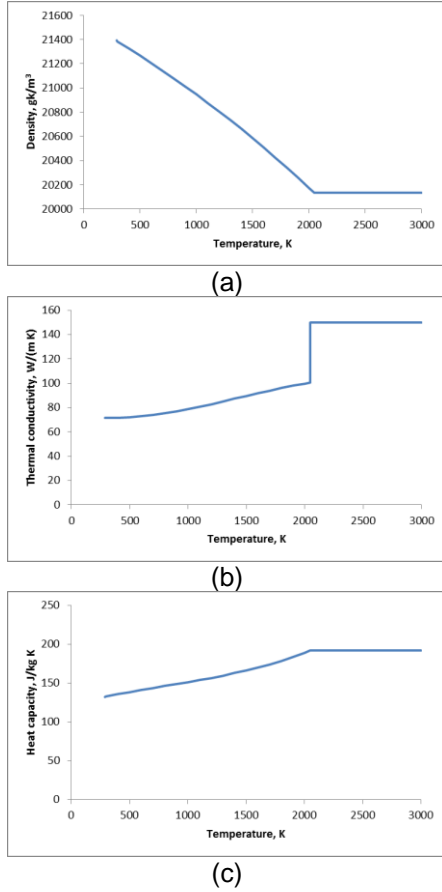 21600
21400
21200
21000
20800
20600
20400
20200
20000
Density, gk/m³
0 500 1000 1500 2000 2500 3000
Temperature, K
(a)
160
140
120
100
80
60
40
20
0
Thermal conductivity, W/(m K)
0 500 1000 1500 2000 2500 3000
Temperature, K
(b)
250
200
150
100
50
0
Heat capacity, J/kg K
0 500 1000 1500 2000 2500 3000
Temperature, K
(c)